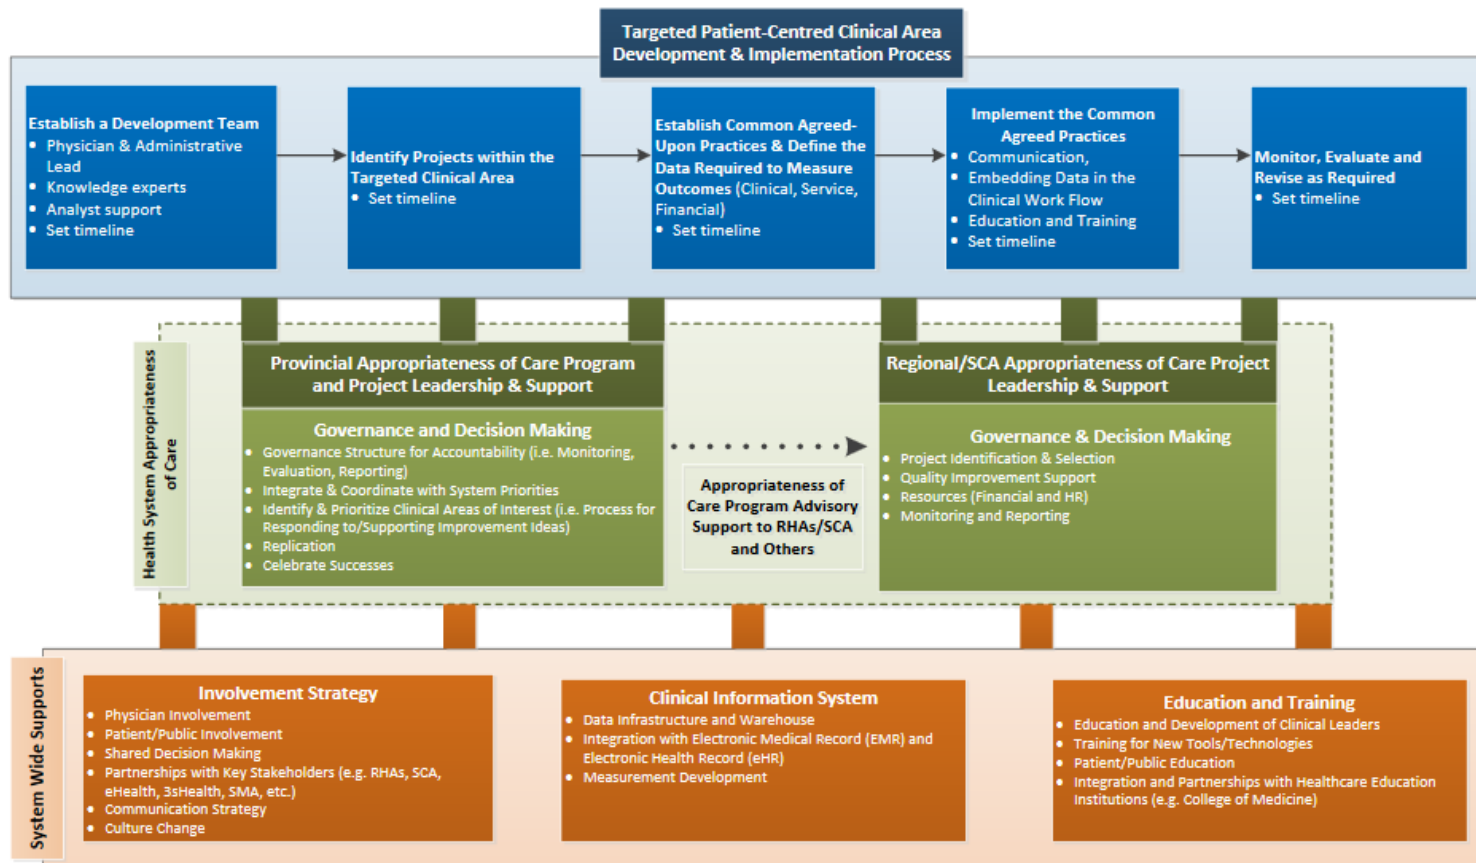 Targeted Patient-Centred Clinical Area
Development & Implementation Process
Establish a Development Team
• Physician & Administrative
Lead
• Knowledge experts
• Analyst support
• Set timeline
Identify Projects within the
Targeted Clinical Area
• Set timeline
Establish Common Agreed-
Upon Practices & Define the
Data Required to Measure
Outcomes (Clinical, Service,
Financial)
• Set timeline
Implement the Common
Agreed Practices
• Communication,
• Embedding Data in the
Clinical Work Flow
• Education and Training
• Set timeline
Monitor, Evaluate and
Revise as Required
• Set timeline
Health System Appropriateness
of Care
Provincial Appropriateness of Care Program
and Project Leadership & Support
Governance and Decision Making
• Governance Structure for Accountability (i.e. Monitoring,
Evaluation, Reporting)
• Integrate & Coordinate with System Priorities
• Identify & Prioritize Clinical Areas of Interest (i.e. Process for
Responding to/Supporting Improvement Ideas)
• Replication
• Celebrate Successes
Appropriateness of
Care Program Advisory
Support to RHAs/SCA
and Others
Regional/SCA Appropriateness of Care Project
Leadership & Support
Governance & Decision Making
• Project Identification & Selection
• Quality Improvement Support
• Resources (Financial and HR)
• Monitoring and Reporting
System Wide Supports
Involvement Strategy
• Physician Involvement
• Patient/Public Involvement
• Shared Decision Making
• Partnerships with Key Stakeholders (e.g. RHAs, SCA,
eHealth, 3sHealth, SMA, etc.)
• Communication Strategy
• Culture Change
Clinical Information System
• Data Infrastructure and Warehouse
• Integration with Electronic Medical Record (EMR) and
Electronic Health Record (eHR)
• Measurement Development
Education and Training
• Education and Development of Clinical Leaders
• Training for New Tools/Technologies
• Patient/Public Education
• Integration and Partnerships with Healthcare Education
Institutions (e.g. College of Medicine)